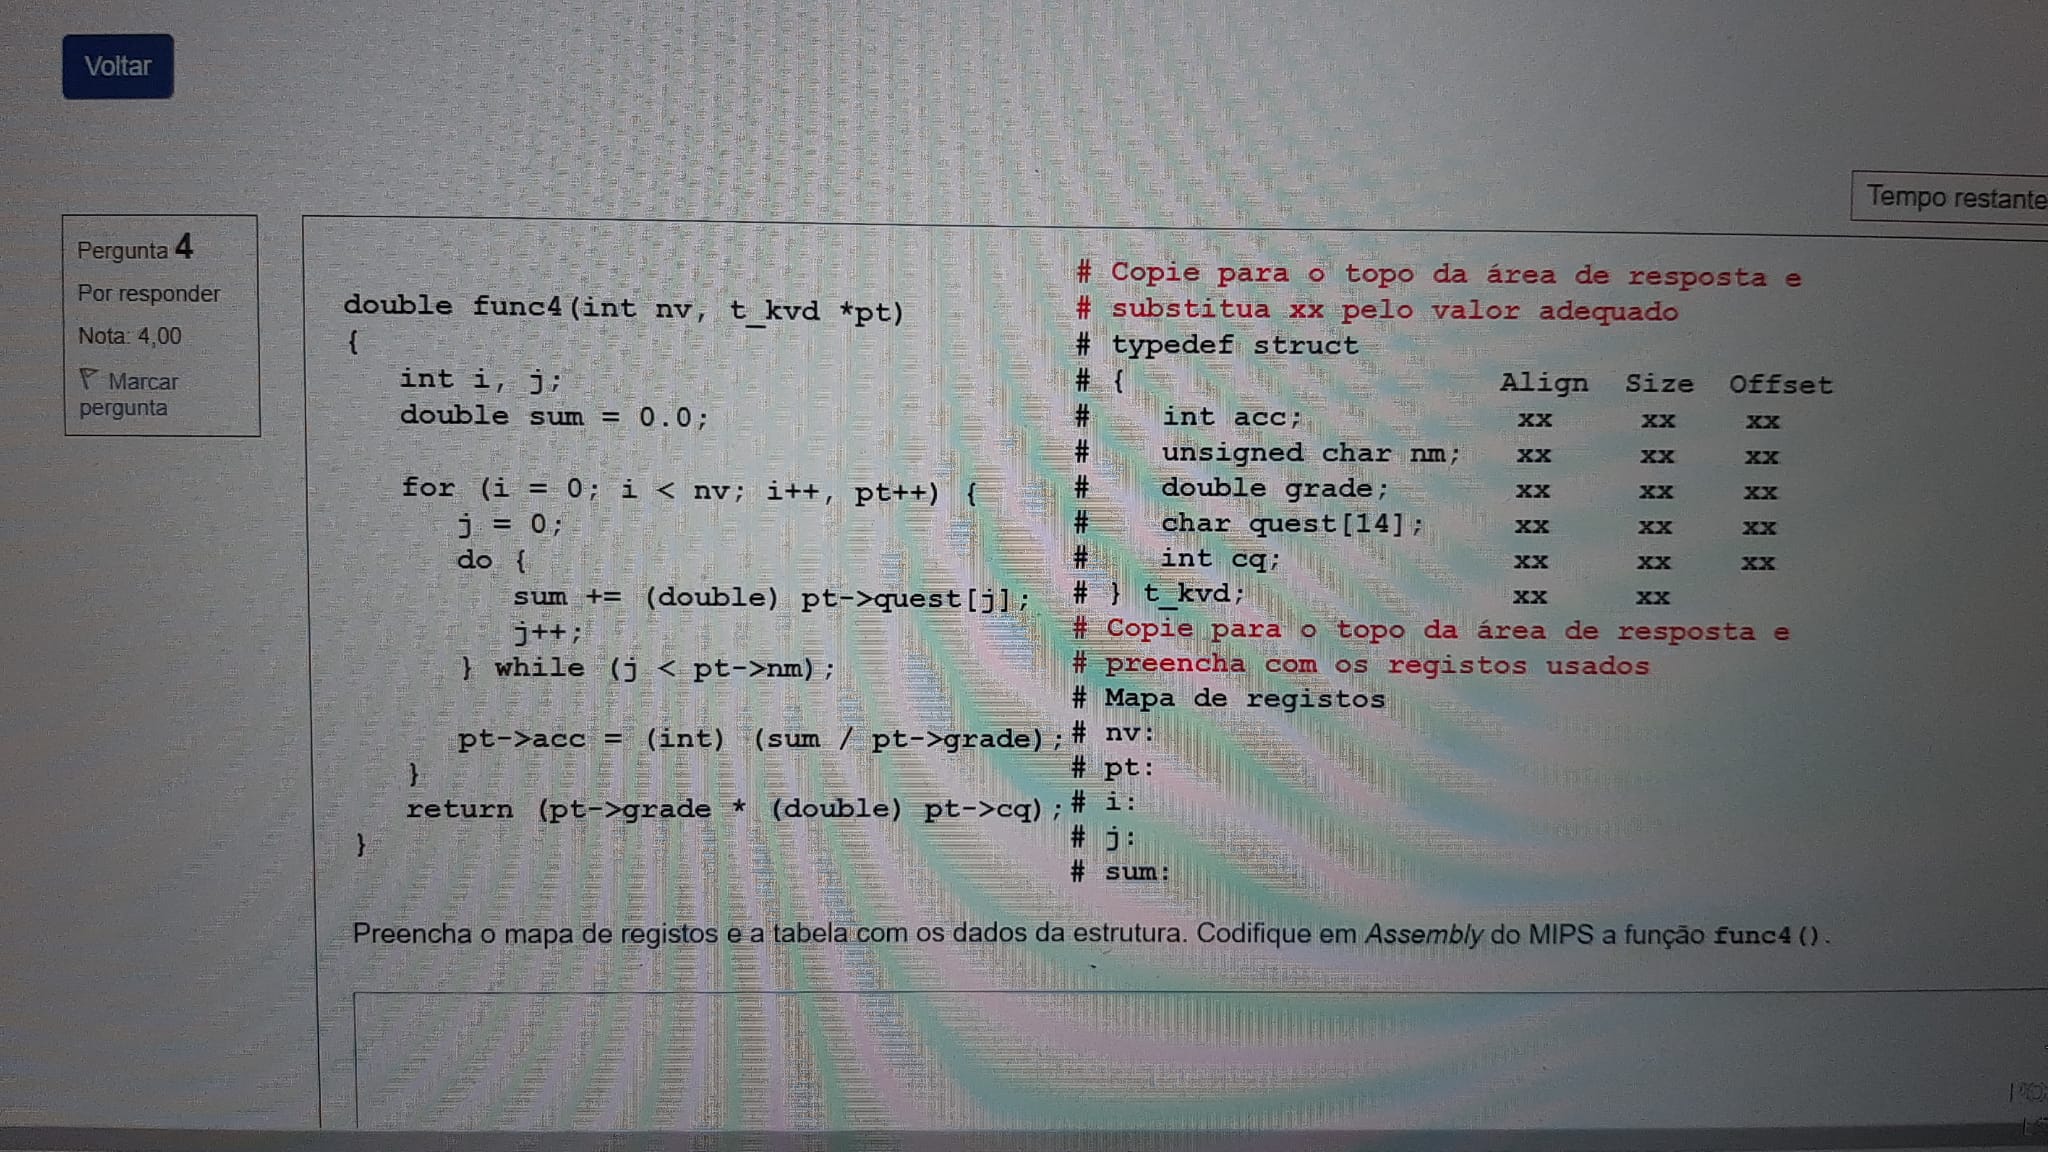 Voltar
Tempo restante
Pergunta 4
Por responder
Nota: 4,00
Marcar
pergunta
double func4(int nv, t_kvd *pt)
{
int i, j;
double sum = 0.0;
for (i = 0; i < nv; i++, pt++) {
j = 0;
do {
sum += (double) pt->quest[j];
j++;
} while (j < pt->nm);
pt->acc = (int) (sum / pt->grade);
}
return (pt->grade * (double) pt->cq);
}
# Copie para o topo da área de resposta e
# substitua xx pelo valor adequado
# typedef struct
# { Align Size Offset
# int acc; xx xx xx
# unsigned char nm; xx xx xx
# double grade; xx xx xx
# char quest[14]; xx xx xx
# int cq; xx xx xx
# } t_kvd; xx xx
# Copie para o topo da área de resposta e
# preencha com os registos usados
# Mapa de registos
# nv:
# pt:
# i:
# j:
# sum:
Preencha o mapa de registos e a tabela com os dados da estrutura. Codifique em Assembly do MIPS a função func4().